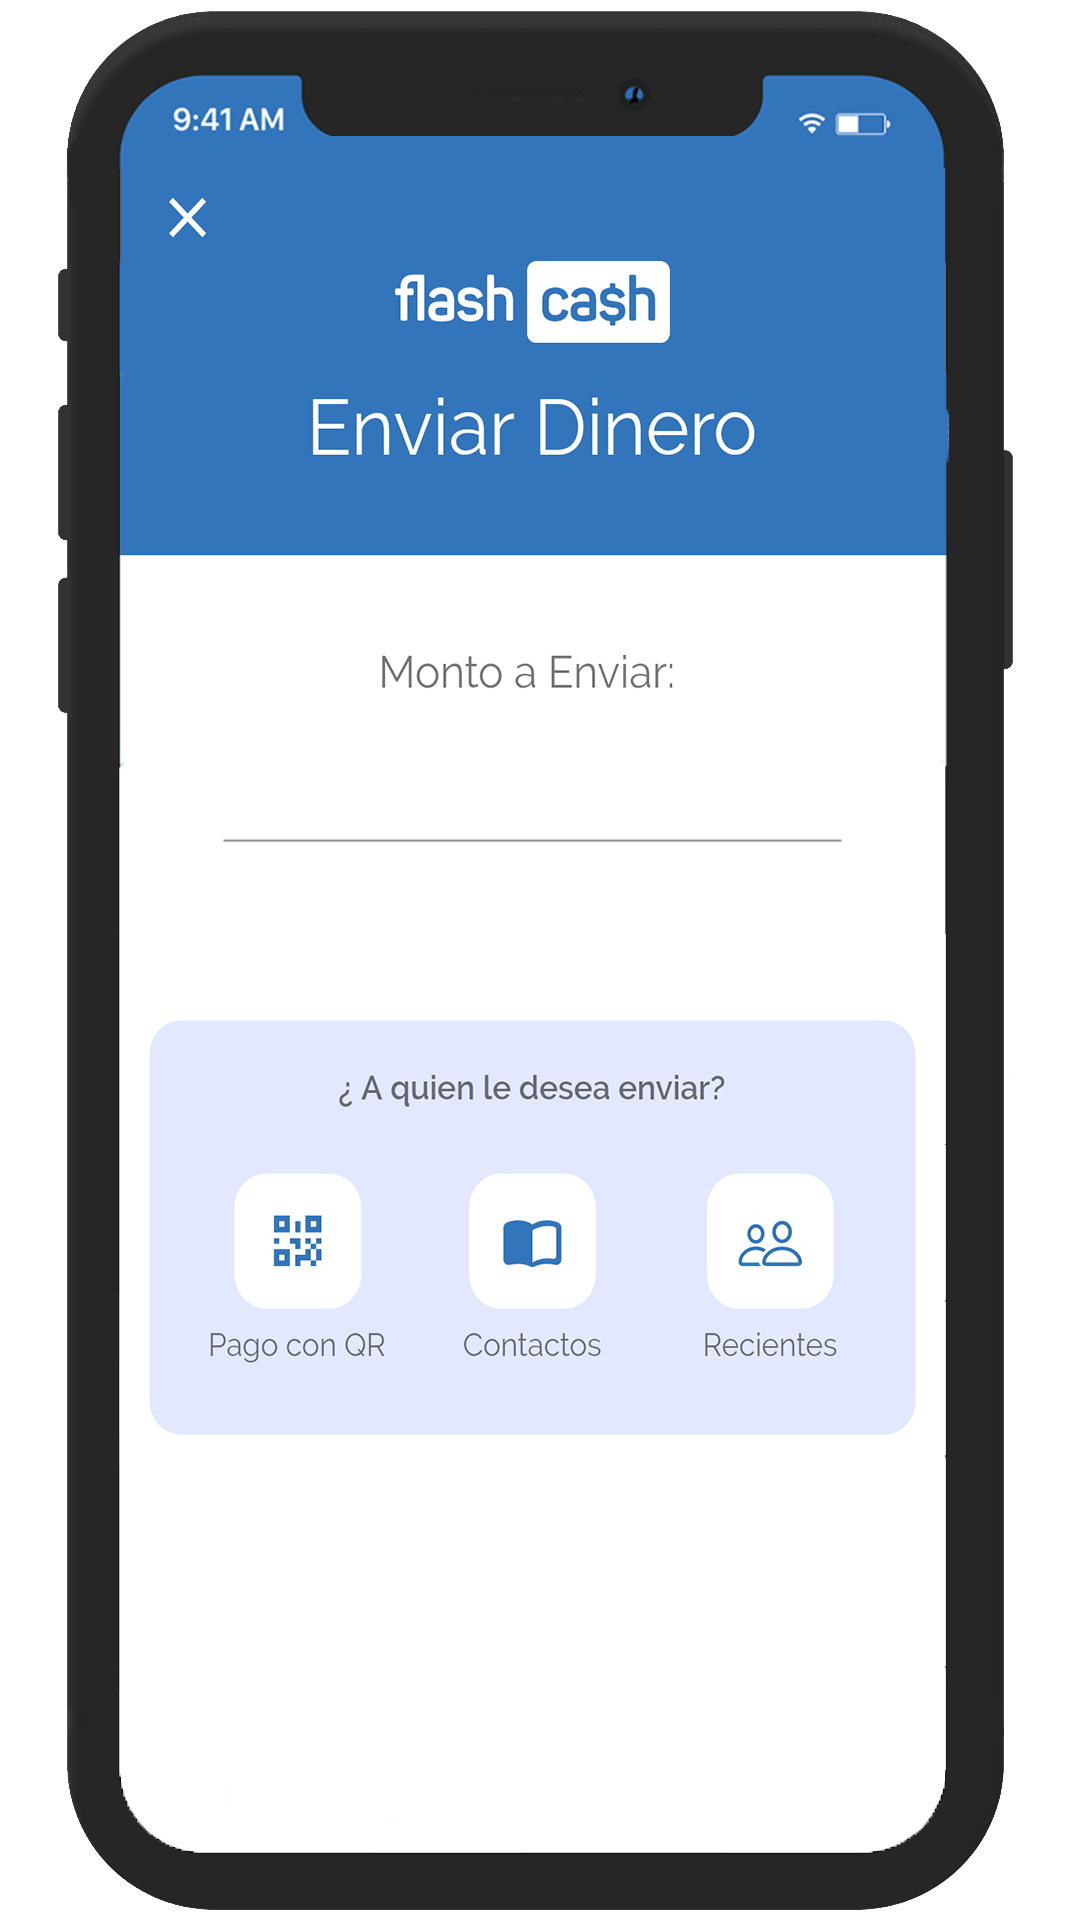 9:41 AM
flash ca$h
Enviar Dinero
Monto a Enviar:
¿ A quien le desea enviar?
Pago con QR
Contactos
Recientes